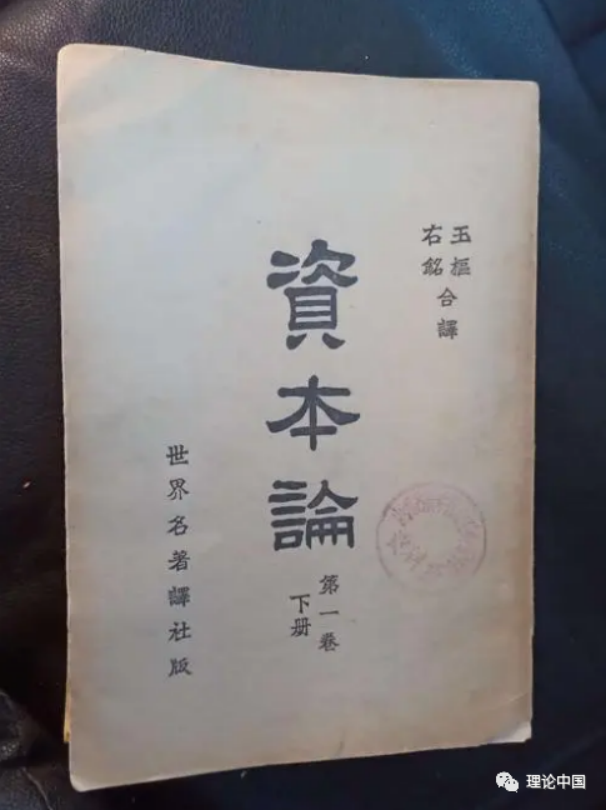 玉樞
右銘
合譯
資本論
第一卷
下册
世界名著譯社版
理论中国